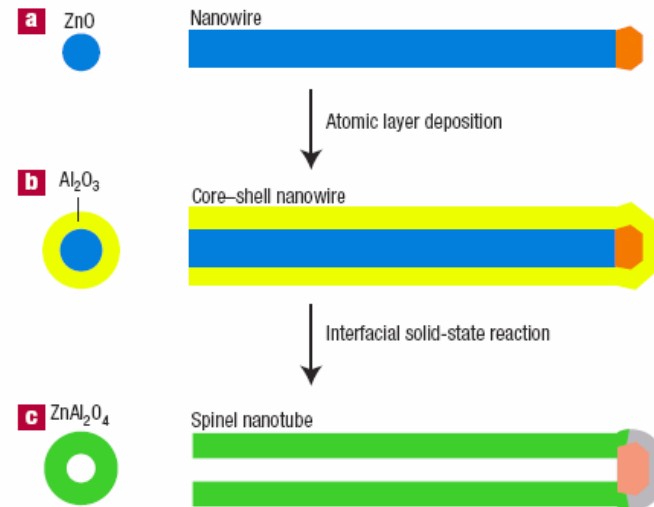 a ZnO Nanowire
Atomic layer deposition
b Al₂O₃ Core–shell nanowire
Interfacial solid-state reaction
c ZnAl₂O₄ Spinel nanotube